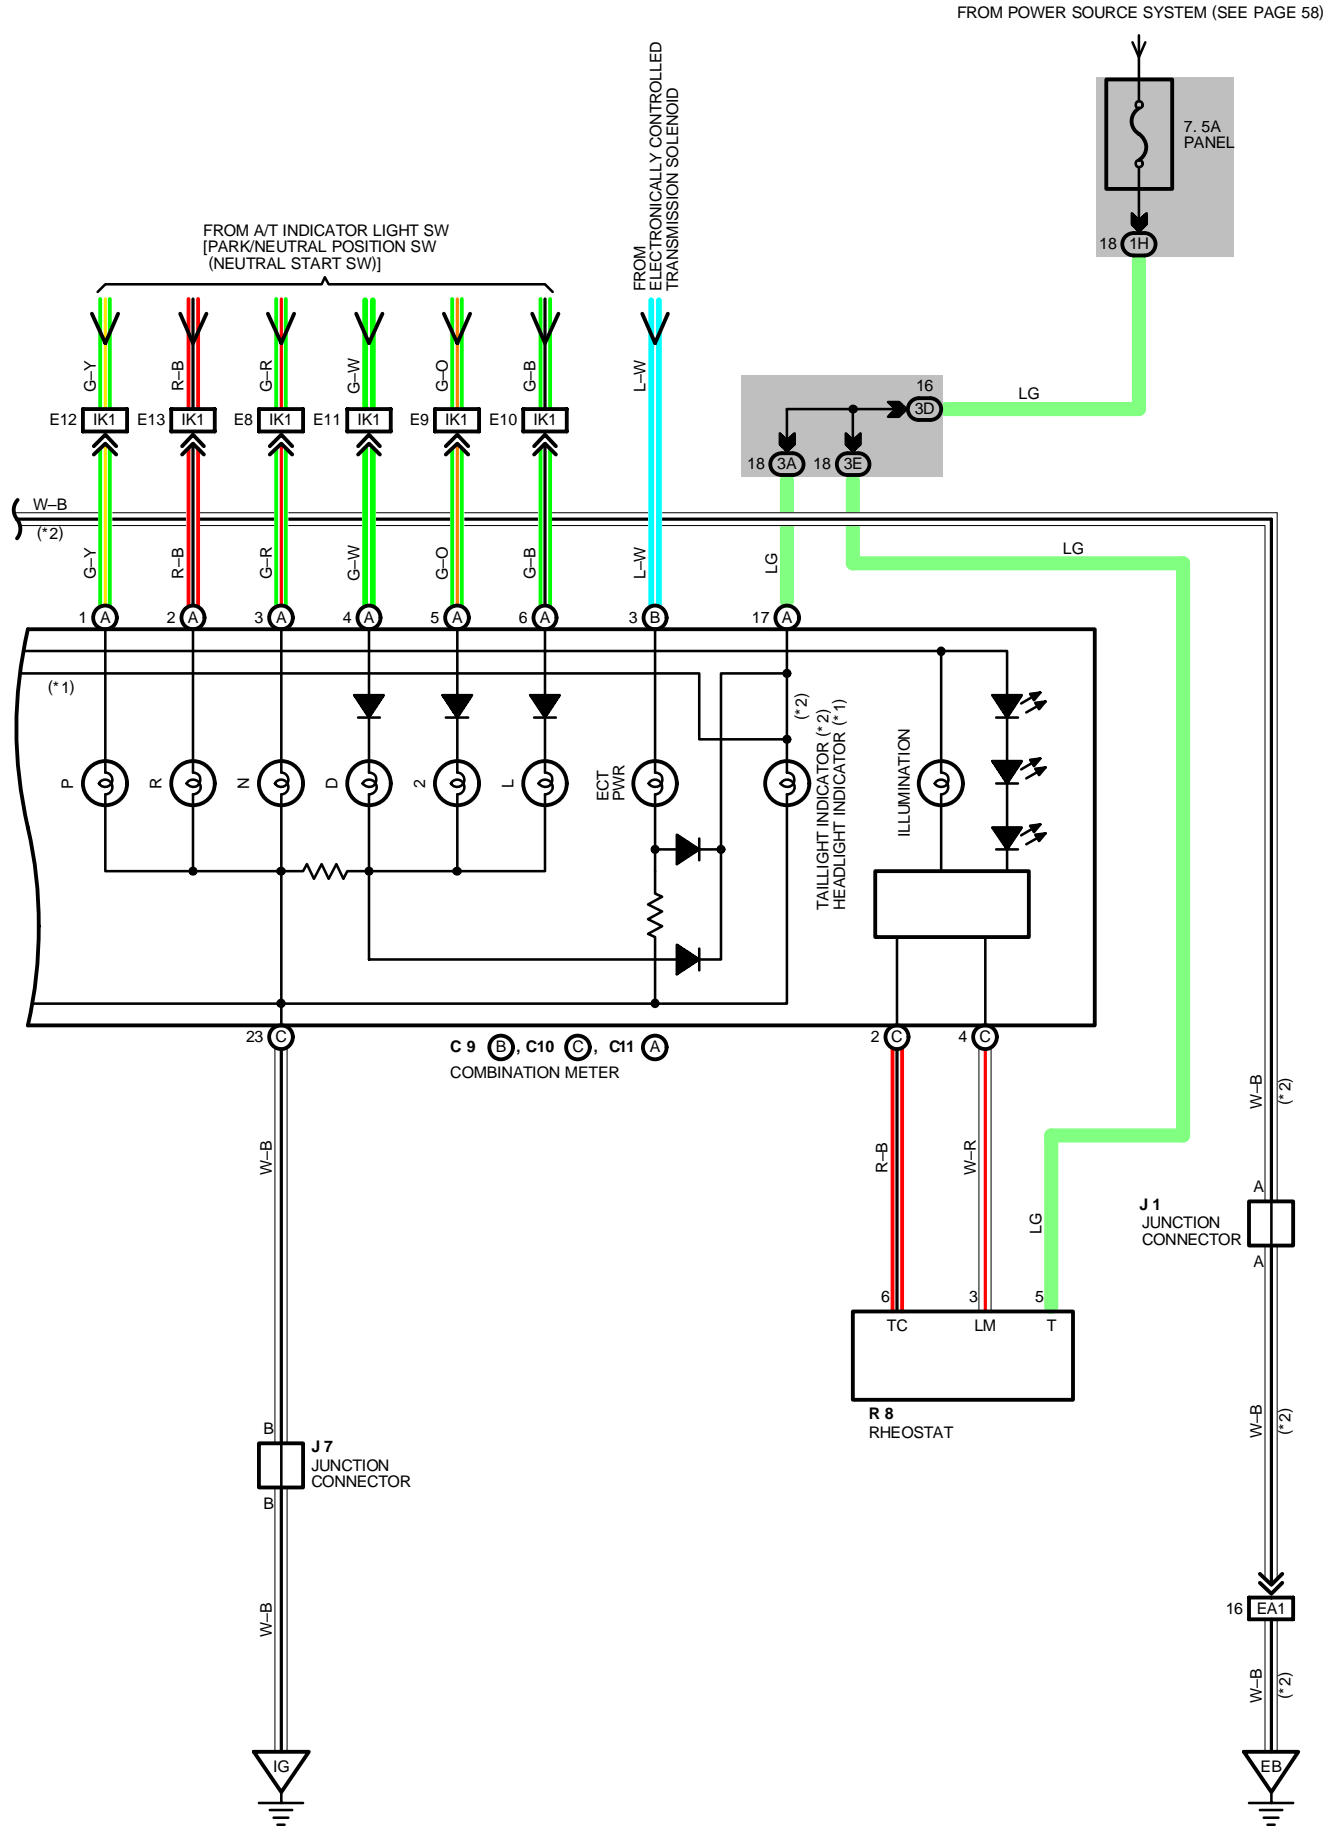 FROM POWER SOURCE SYSTEM (SEE PAGE 58)
7. 5A
PANEL
18 1H
FROM
ELECTRONICALLY CONTROLLED
TRANSMISSION SOLENOID
FROM A/T INDICATOR LIGHT SW
[PARK/NEUTRAL POSITION SW
(NEUTRAL START SW)]
G–Y R–B G–R G–W G–O G–B L–W
16
3D
LG
E12 IK1 E13 IK1 E8 IK1 E11 IK1 E9 IK1 E10 IK1
18 3A 18 3E
W–B
(*2)
G–Y R–B G–R G–W G–O G–B L–W LG
LG
1 A 2 A 3 A 4 A 5 A 6 A 3 B 17 A
(*1)
(*2)
P R N D 2 L
ECT
PWR
TAILLIGHT INDICATOR (*2)
HEADLIGHT INDICATOR (*1)
ILLUMINATION
23 C
C 9 B, C10 C, C11 A
COMBINATION METER
2 C 4 C
W–B
(*2)
W–B
R–B W–R
LG
A
J 1
JUNCTION
CONNECTOR
A
6 3 5
TC LM T
R 8
RHEOSTAT
W–B
(*2)
B
J 7
JUNCTION
CONNECTOR
B
W–B
16 EA1
W–B
(*2)
IG
EB